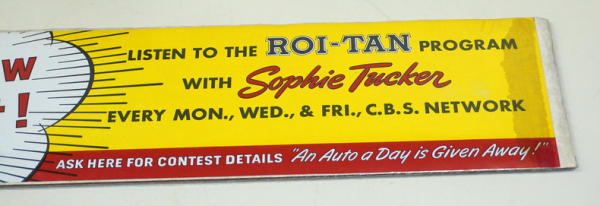 W
!
LISTEN TO THE ROI-TAN PROGRAM
WITH Sophie Tucker
EVERY MON., WED., & FRI., C.B.S. NETWORK
ASK HERE FOR CONTEST DETAILS "An Auto a Day is Given Away!"